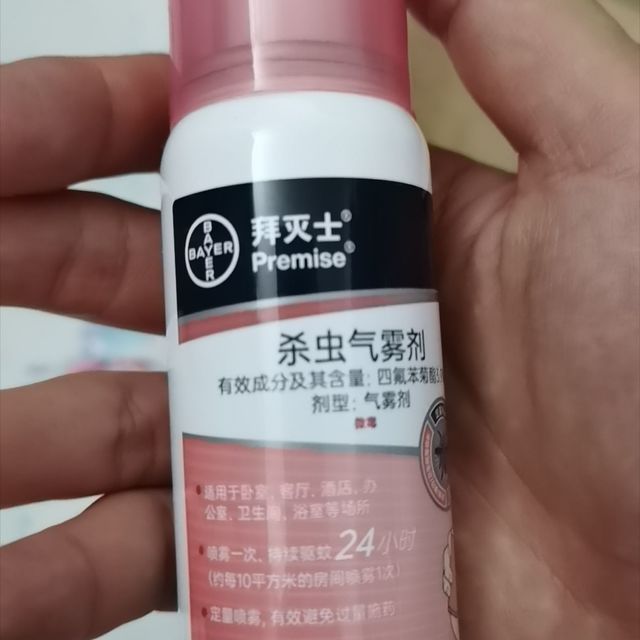 BAYER
BAYER
拜灭士®
Premise®
杀虫气雾剂
有效成分及其含量: 四氟苯菊酯
剂型: 气雾剂
微毒
适用于卧室、客厅、酒店、办
公室、卫生间、浴室等场所
喷雾一次、持续驱蚊24小时
(约每10平方米的房间喷雾1次)
定量喷雾, 有效避免过量施药